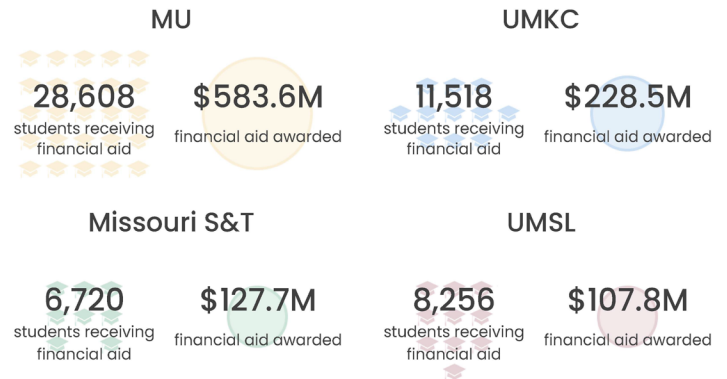 MU
28,608
students receiving
financial aid
$583.6M
financial aid awarded
UMKC
11,518
students receiving
financial aid
$228.5M
financial aid awarded
Missouri S&T
6,720
students receiving
financial aid
$127.7M
financial aid awarded
UMSL
8,256
students receiving
financial aid
$107.8M
financial aid awarded